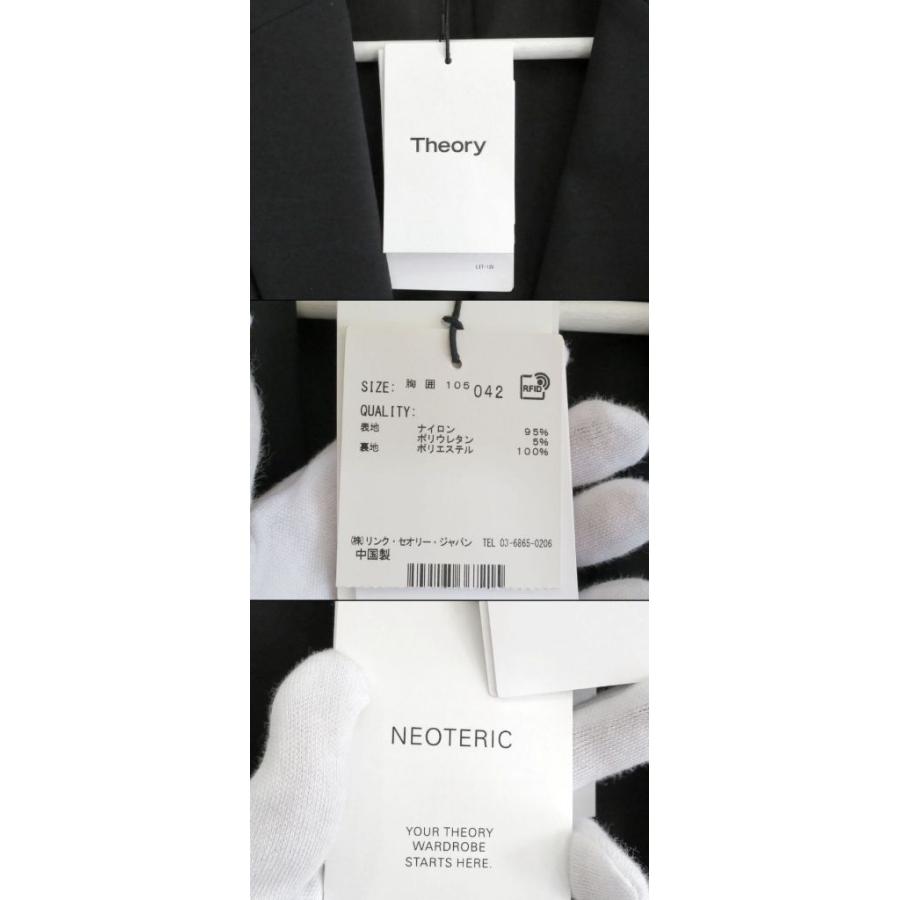 Theory
SIZE: 胸 囲 105 042
RFID
QUALITY:
表地 ナイロン 95%
ポリウレタン 5%
裏地 ポリエステル 100%
(株)リンク・セオリー・ジャパン TEL 03-6865-0206
中国製
NEOTERIC
YOUR THEORY
WARDROBE
STARTS HERE.